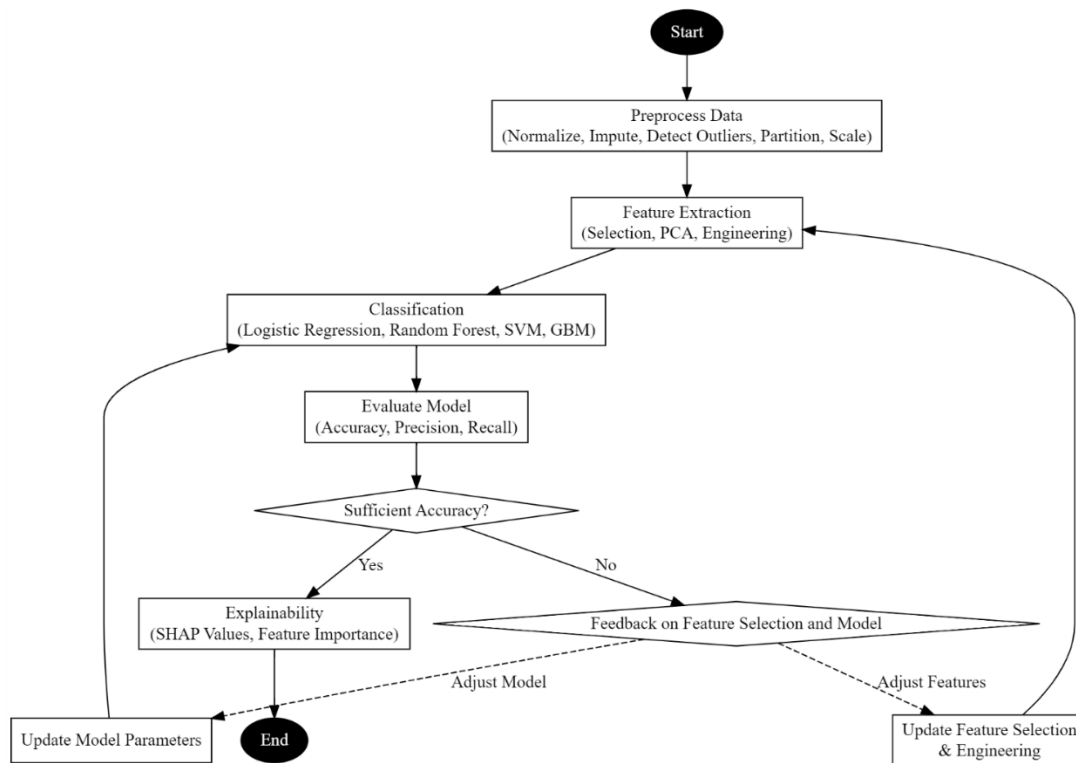 Start
Preprocess Data
(Normalize, Impute, Detect Outliers, Partition, Scale)
Feature Extraction
(Selection, PCA, Engineering)
Classification
(Logistic Regression, Random Forest, SVM, GBM)
Evaluate Model
(Accuracy, Precision, Recall)
Sufficient Accuracy?
Yes
No
Explainability
(SHAP Values, Feature Importance)
Feedback on Feature Selection and Model
Adjust Model
Adjust Features
Update Model Parameters
End
Update Feature Selection
& Engineering